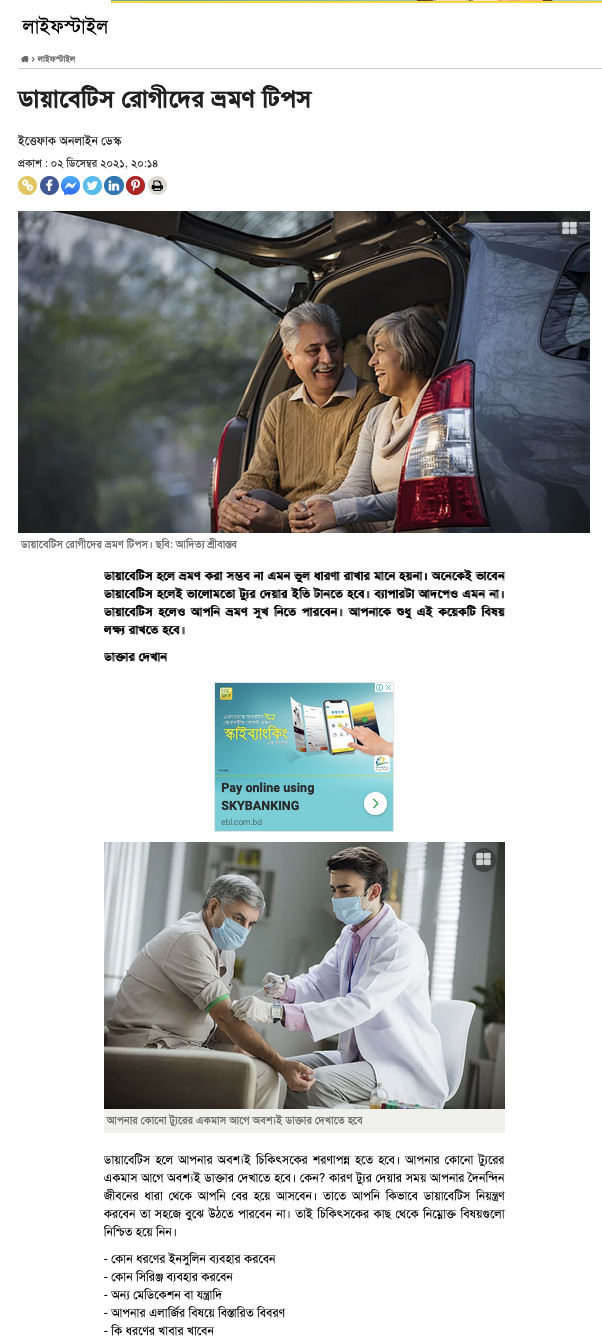 লাইফস্টাইল
> লাইফস্টাইল
ডায়াবেটিস রোগীদের ভ্রমণ টিপস
ইত্তেফাক অনলাইন ডেস্ক
প্রকাশ : ০২ ডিসেম্বর ২০২১, ২০:১৪
ডায়াবেটিস রোগীদের ভ্রমণ টিপস। ছবি: আদিত্য শ্রীবাস্তব
ডায়াবেটিস হলে ভ্রমণ করা সম্ভব না এমন ভুল ধারণা রাখার মানে হয়না। অনেকেই ভাবেন
ডায়াবেটিস হলেই ভালোমতো ট্যুর দেয়ার ইতি টানতে হবে। ব্যাপারটা আদপেও এমন না।
ডায়াবেটিস হলেও আপনি ভ্রমণ সুখ নিতে পারবেন। আপনাকে শুধু এই কয়েকটি বিষয়
লক্ষ্য রাখতে হবে।
ডাক্তার দেখান
স্কাইব্যাংকিং
Pay online using
SKYBANKING
ebl.com.bd
আপনার কোনো ট্যুরের একমাস আগে অবশ্যই ডাক্তার দেখাতে হবে
ডায়াবেটিস হলে আপনার অবশ্যই চিকিৎসকের শরণাপন্ন হতে হবে। আপনার কোনো ট্যুরের
একমাস আগে অবশ্যই ডাক্তার দেখাতে হবে। কেন? কারণ ট্যুর দেয়ার সময় আপনার দৈনন্দিন
জীবনের ধারা থেকে আপনি বের হয়ে আসবেন। তাতে আপনি কিভাবে ডায়াবেটিস নিয়ন্ত্রণ
করবেন তা সহজে বুঝে উঠতে পারবেন না। তাই চিকিৎসকের কাছ থেকে নিম্নোক্ত বিষয়গুলো
নিশ্চিত হয়ে নিন।
- কোন ধরণের ইনসুলিন ব্যবহার করবেন
- কোন সিরিঞ্জ ব্যবহার করবেন
- অন্য মেডিকেশন বা যন্ত্রাদি
- আপনার এলার্জির বিষয়ে বিস্তারিত বিবরণ
- কি ধরণের খাবার খাবেন